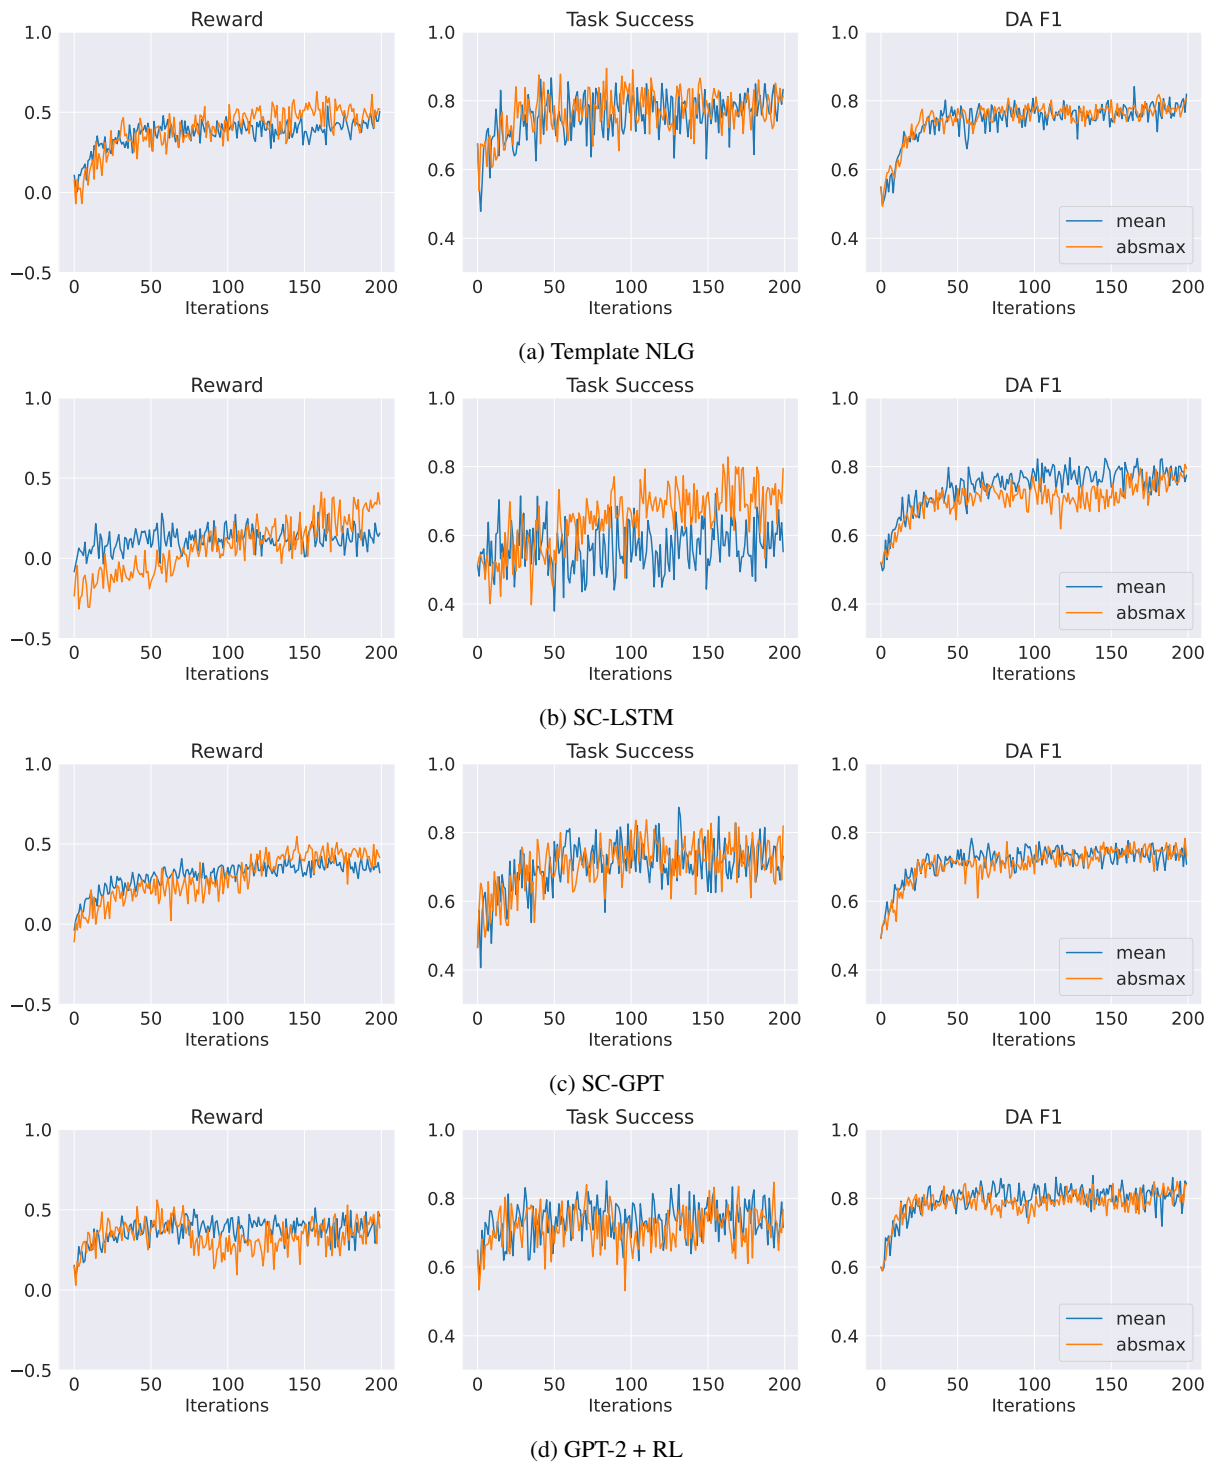 Reward Task Success DA F1
1.0 1.0 1.0
0.5 0.8 0.8
0.0 0.6 0.6
−0.5 0.4 0.4
mean
absmax
0 50 100 150 200 0 50 100 150 200 0 50 100 150 200
Iterations Iterations Iterations
(a) Template NLG
Reward Task Success DA F1
1.0 1.0 1.0
0.5 0.8 0.8
0.0 0.6 0.6
−0.5 0.4 0.4
mean
absmax
0 50 100 150 200 0 50 100 150 200 0 50 100 150 200
Iterations Iterations Iterations
(b) SC-LSTM
Reward Task Success DA F1
1.0 1.0 1.0
0.5 0.8 0.8
0.0 0.6 0.6
−0.5 0.4 0.4
mean
absmax
0 50 100 150 200 0 50 100 150 200 0 50 100 150 200
Iterations Iterations Iterations
(c) SC-GPT
Reward Task Success DA F1
1.0 1.0 1.0
0.5 0.8 0.8
0.0 0.6 0.6
−0.5 0.4 0.4
mean
absmax
0 50 100 150 200 0 50 100 150 200 0 50 100 150 200
Iterations Iterations Iterations
(d) GPT-2 + RL